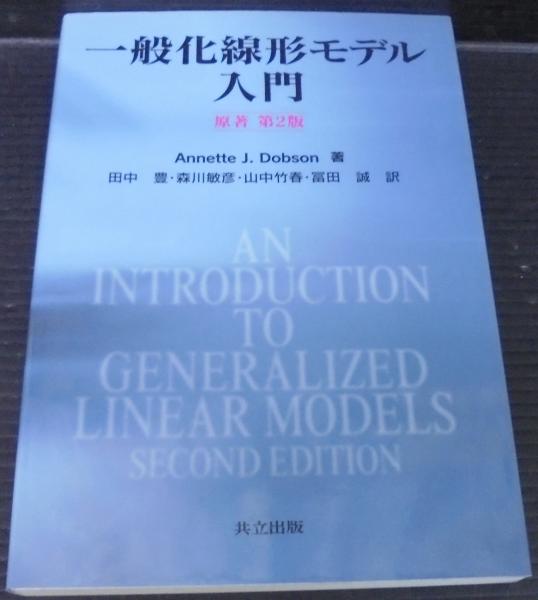 一般化線形モデル
入門
原著 第2版
Annette J. Dobson 著
田中 豊・森川敏彦・山中竹春・冨田 誠 訳
AN
INTRODUCTION
TO
GENERALIZED
LINEAR MODELS
SECOND EDITION
共立出版